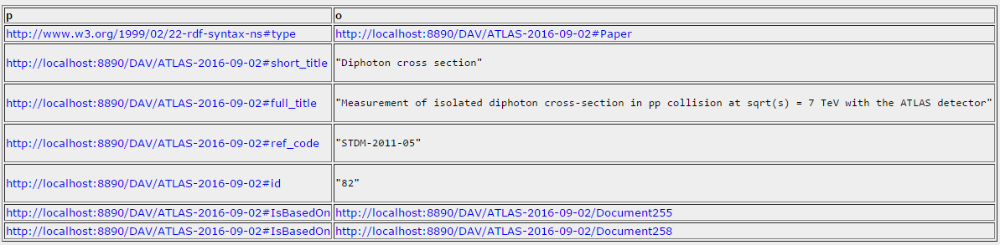 p o
http://www.w3.org/1999/02/22-rdf-syntax-ns#type http://localhost:8890/DAV/ATLAS-2016-09-02#Paper
http://localhost:8890/DAV/ATLAS-2016-09-02#short_title "Diphoton cross section"
http://localhost:8890/DAV/ATLAS-2016-09-02#full_title "Measurement of isolated diphoton cross-section in pp collision at sqrt(s) = 7 TeV with the ATLAS detector"
http://localhost:8890/DAV/ATLAS-2016-09-02#ref_code "STDM-2011-05"
http://localhost:8890/DAV/ATLAS-2016-09-02#id "82"
http://localhost:8890/DAV/ATLAS-2016-09-02#IsBasedOn http://localhost:8890/DAV/ATLAS-2016-09-02/Document255
http://localhost:8890/DAV/ATLAS-2016-09-02#IsBasedOn http://localhost:8890/DAV/ATLAS-2016-09-02/Document258